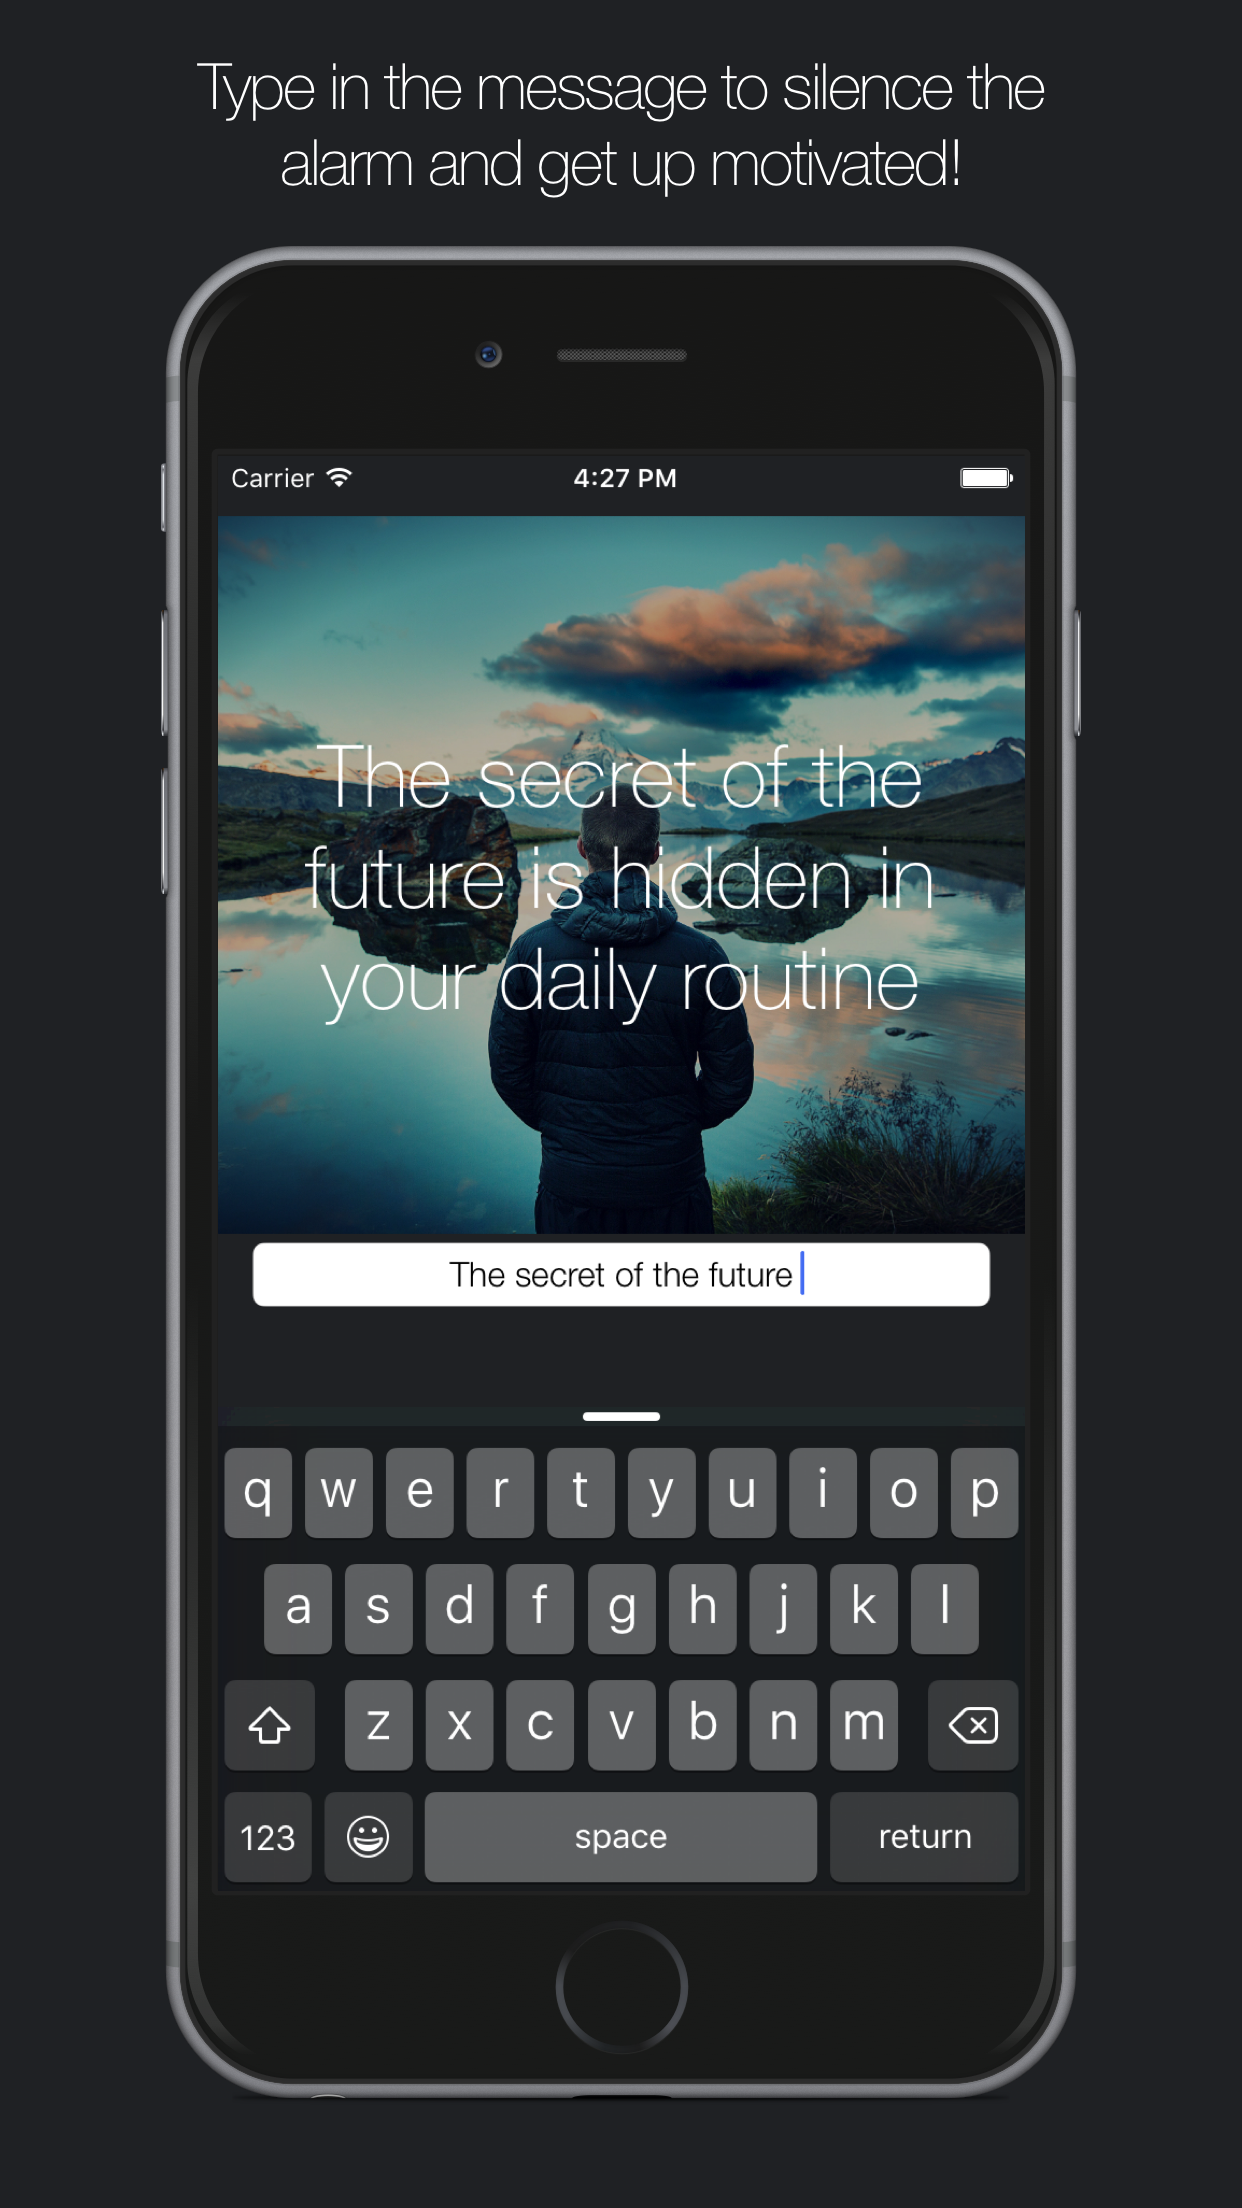 Type in the message to silence the
alarm and get up motivated!
Carrier 4:27 PM
The secret of the
future is hidden in
your daily routine
The secret of the future
q w e r t y u i o p
a s d f g h j k l
z x c v b n m
123 space return